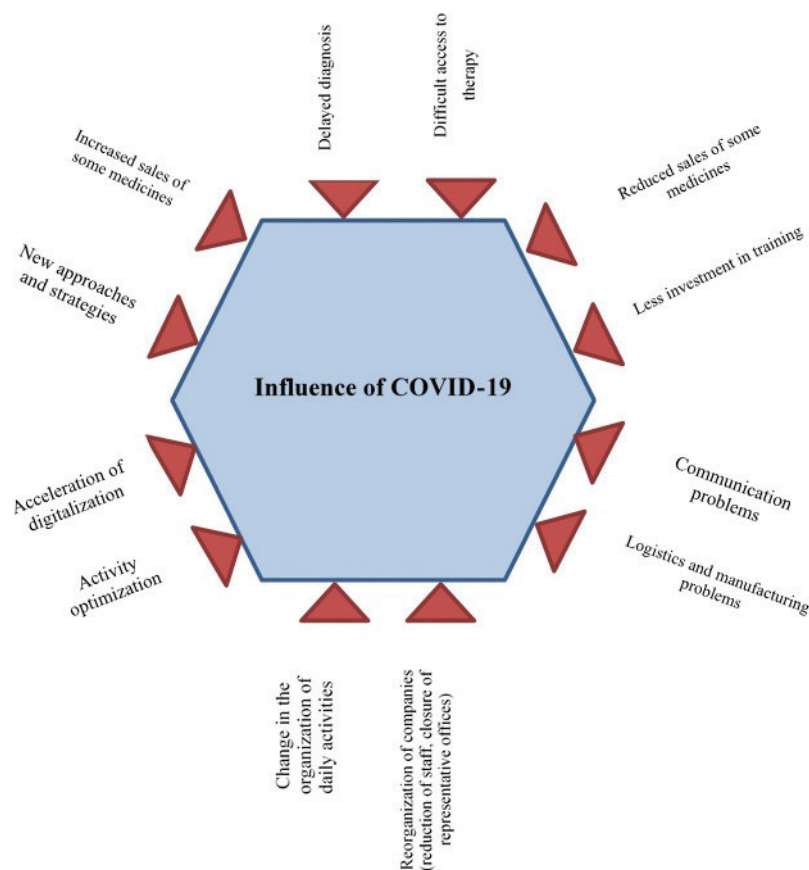 Delayed diagnosis
Difficult access to
therapy
Increased sales of
some medicines
Reduced sales of some
medicines
New approaches
and strategies
Less investment in training
Influence of COVID-19
Acceleration of
digitalization
Communication
problems
Activity
optimization
Logistics and manufacturing
problems
Change in the
organization of
daily activities
Reorganization of companies
(reduction of staff, closure of
representative offices)